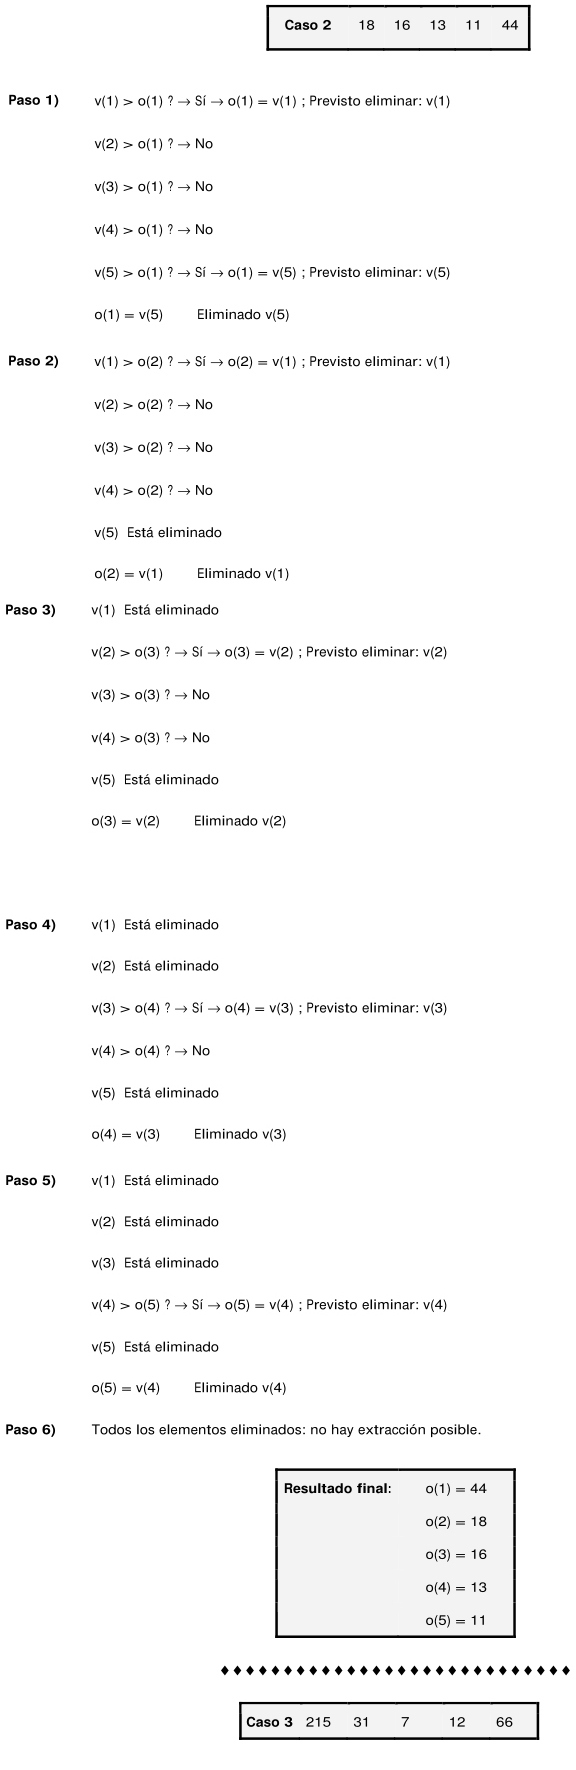 Caso 2 18 16 13 11 44
Paso 1) v(1) > o(1) ? → Sí → o(1) = v(1) ; Previsto eliminar: v(1)
v(2) > o(1) ? → No
v(3) > o(1) ? → No
v(4) > o(1) ? → No
v(5) > o(1) ? → Sí → o(1) = v(5) ; Previsto eliminar: v(5)
o(1) = v(5) Eliminado v(5)
Paso 2) v(1) > o(2) ? → Sí → o(2) = v(1) ; Previsto eliminar: v(1)
v(2) > o(2) ? → No
v(3) > o(2) ? → No
v(4) > o(2) ? → No
v(5) Está eliminado
o(2) = v(1) Eliminado v(1)
Paso 3) v(1) Está eliminado
v(2) > o(3) ? → Sí → o(3) = v(2) ; Previsto eliminar: v(2)
v(3) > o(3) ? → No
v(4) > o(3) ? → No
v(5) Está eliminado
o(3) = v(2) Eliminado v(2)
Paso 4) v(1) Está eliminado
v(2) Está eliminado
v(3) > o(4) ? → Sí → o(4) = v(3) ; Previsto eliminar: v(3)
v(4) > o(4) ? → No
v(5) Está eliminado
o(4) = v(3) Eliminado v(3)
Paso 5) v(1) Está eliminado
v(2) Está eliminado
v(3) Está eliminado
v(4) > o(5) ? → Sí → o(5) = v(4) ; Previsto eliminar: v(4)
v(5) Está eliminado
o(5) = v(4) Eliminado v(4)
Paso 6) Todos los elementos eliminados: no hay extracción posible.
Resultado final: o(1) = 44
o(2) = 18
o(3) = 16
o(4) = 13
o(5) = 11
♦♦♦♦♦♦♦♦♦♦♦♦♦♦♦♦♦♦♦♦♦♦♦♦♦♦♦♦
Caso 3 215 31 7 12 66